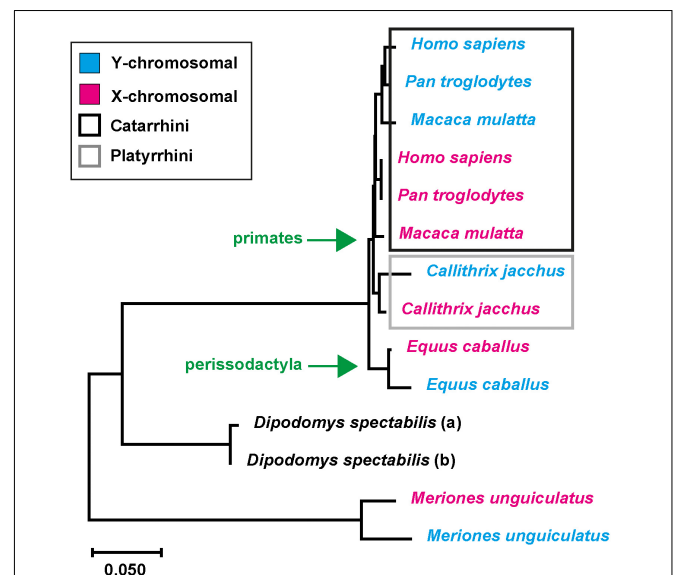 Y-chromosomal
X-chromosomal
Catarrhini
Platyrrhini
Homo sapiens
Pan troglodytes
Macaca mulatta
Homo sapiens
Pan troglodytes
Macaca mulatta
primates
Callithrix jacchus
Callithrix jacchus
Equus caballus
perissodactyla
Equus caballus
Dipodomys spectabilis (a)
Dipodomys spectabilis (b)
Meriones unguiculatus
Meriones unguiculatus
0.050